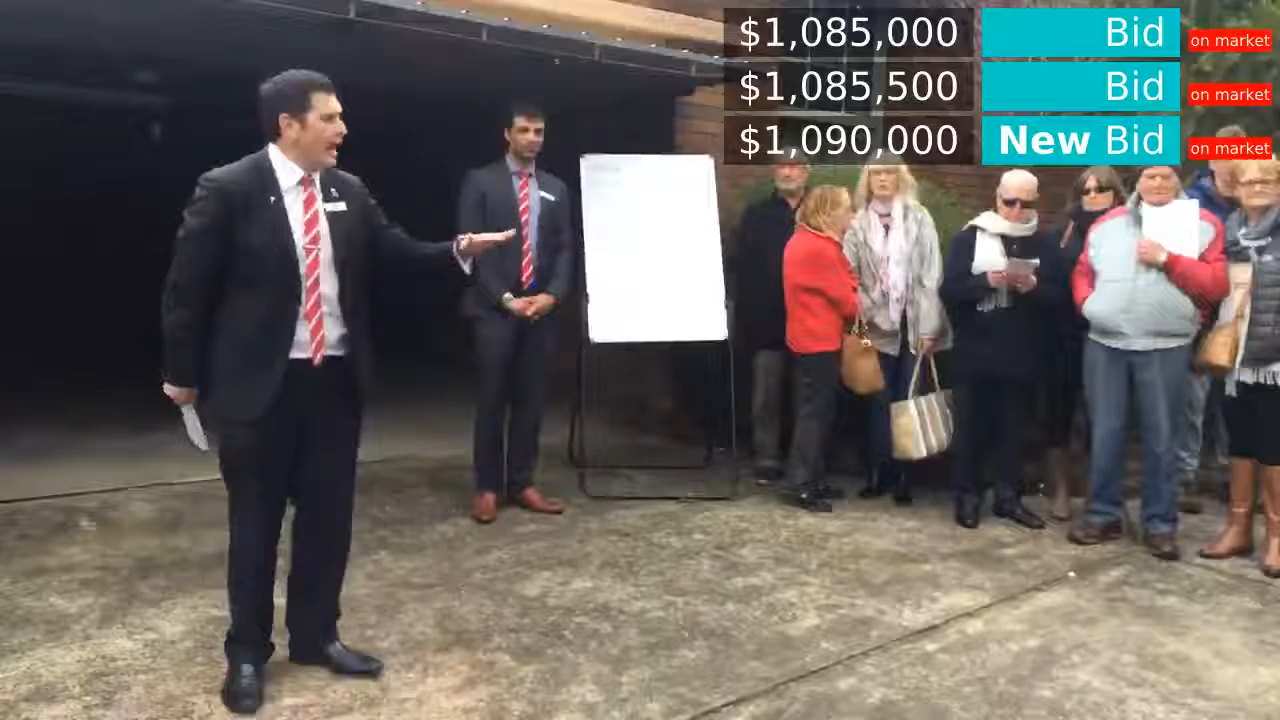 $1,085,000 Bid on market
$1,085,500 Bid on market
$1,090,000 New Bid on market